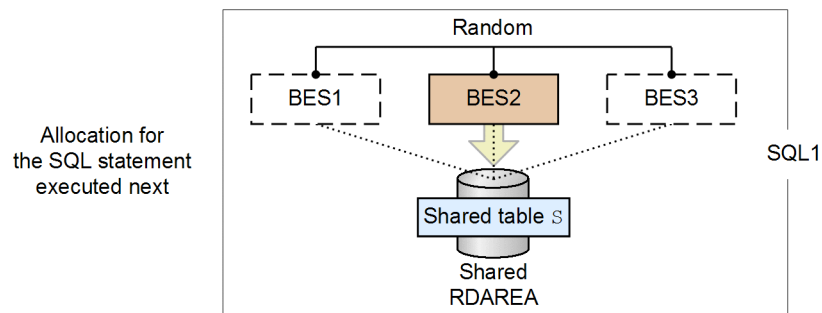 Random
BES1
BES2
BES3
Allocation for
the SQL statement
executed next
SQL1
Shared table S
Shared
RDAREA